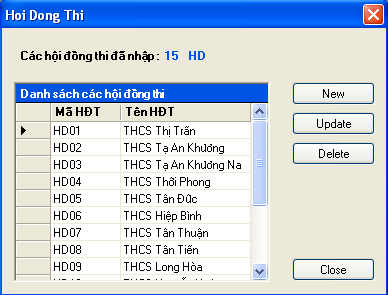 Hoi Dong Thi
Các hội đồng thi đã nhập : 15 HD
Danh sách các hội đồng thi
Mã HĐT Tên HĐT
HD01 THCS Thị Trấn
HD02 THCS Tạ An Khương
HD03 THCS Tạ An Khương Na
HD04 THCS Thới Phong
HD05 THCS Tân Đức
HD06 THCS Hiệp Bình
HD07 THCS Tân Thuận
HD08 THCS Tân Tiến
HD09 THCS Long Hòa
New
Update
Delete
Close